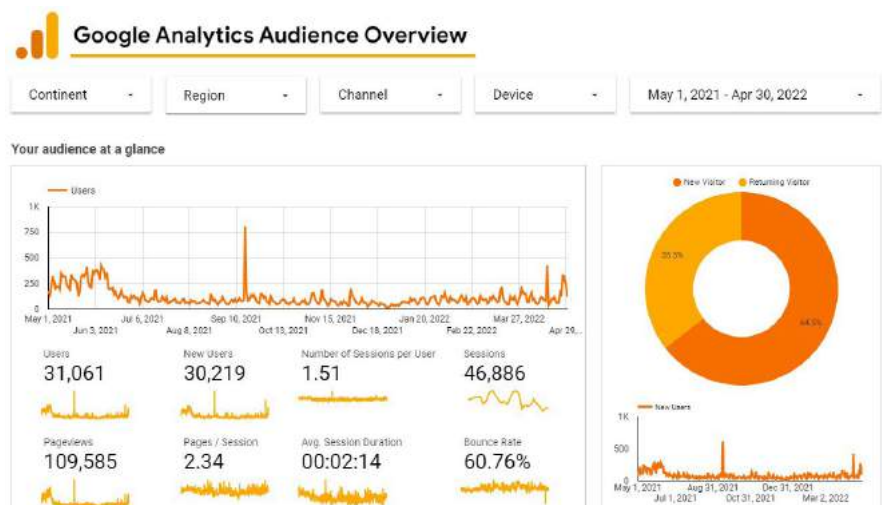 Google Analytics Audience Overview
Continent Region Channel Device May 1, 2021 - Apr 30, 2022
Your audience at a glance
Users
1K
750
500
250
0
May 1, 2021 Jul 6, 2021 Sep 10, 2021 Nov 15, 2021 Jan 20, 2022 Mar 27, 2022
Jun 3, 2021 Aug 8, 2021 Oct 13, 2021 Dec 18, 2021 Feb 22, 2022 Apr 29,...
Users New Users Number of Sessions per User Sessions
31,061 30,219 1.51 46,886
Pageviews Pages / Session Avg. Session Duration Bounce Rate
109,585 2.34 00:02:14 60.76%
New Visitor Returning Visitor
New Users
1K
500
0
May 1, 2021 Aug 31, 2021 Dec 31, 2021
Jul 1, 2021 Oct 31, 2021 Mar 2, 2022